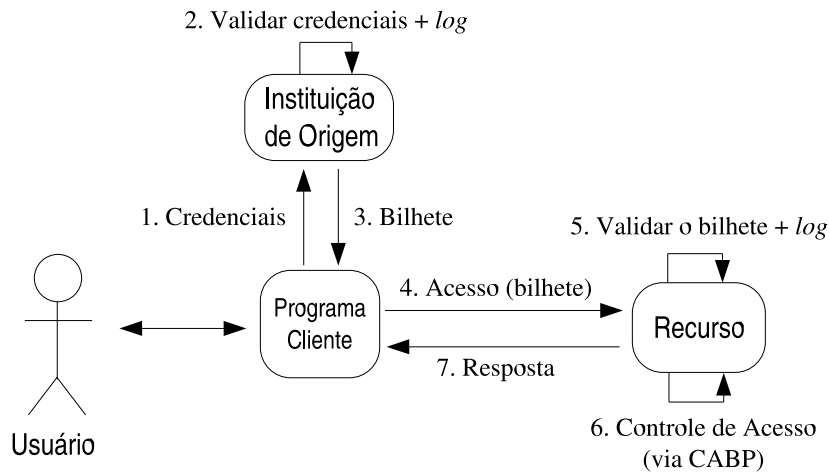 2. Validar credenciais + log
Instituição
de Origem
1. Credenciais
3. Bilhete
5. Validar o bilhete + log
Programa
Cliente
4. Acesso (bilhete)
Recurso
7. Resposta
Usuário
6. Controle de Acesso
(via CABP)